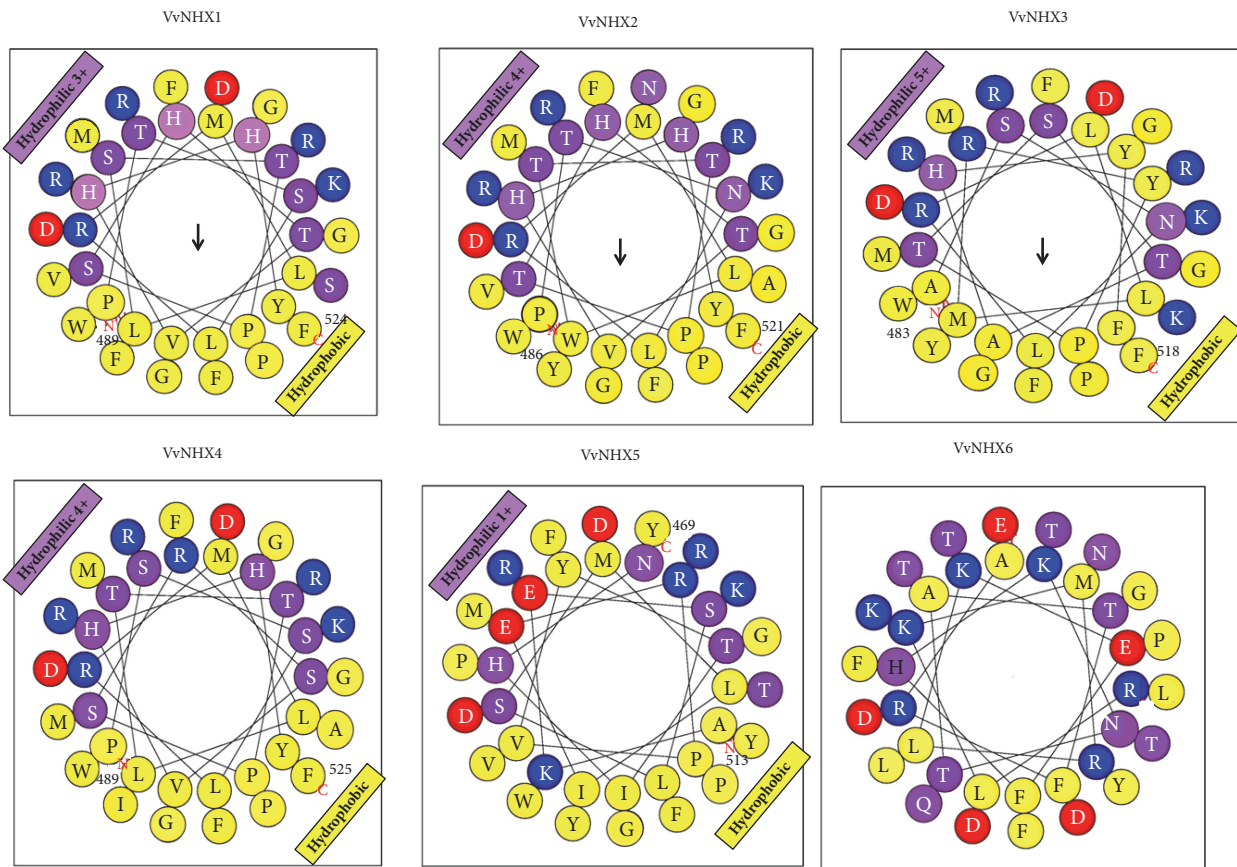 VvNHX1
Hydrophilic 3+
F D
R H M H G
M T T R
S S K
R H
D R T G
V S L S
W P N Y F 524 C
489 L V L P
F G F P
Hydrophobic
VvNHX2
Hydrophilic 4+
F N
R H M H G
M T T R
T N K
R H
D R T G
V T L A
W P N Y F 521 C
486 W V L P
Y G F P
Hydrophobic
VvNHX3
Hydrophilic 5+
F D
R S S L G
M R Y Y R
R H N K
D R T G
M T L K
W A N F F 518 C
483 M A L P
Y G F P
Hydrophobic
VvNHX4
Hydrophilic 4+
F D
R S R M H G
M T T R
R H S K
D R S G
M S L A
W P N Y F 525 C
489 L V L P
I G F P
Hydrophobic
VvNHX5
Hydrophilic 1+
D Y C 469
F Y M N R
R E R K
M E S
P H T G
D S L T
V V A N Y
W K P 513
Y I I L P
G F
Hydrophobic
VvNHX6
E T
T K A K N
T A M G
K K T
F H E P
D R R L
L L N T
T R Y
Q L F F
D F D